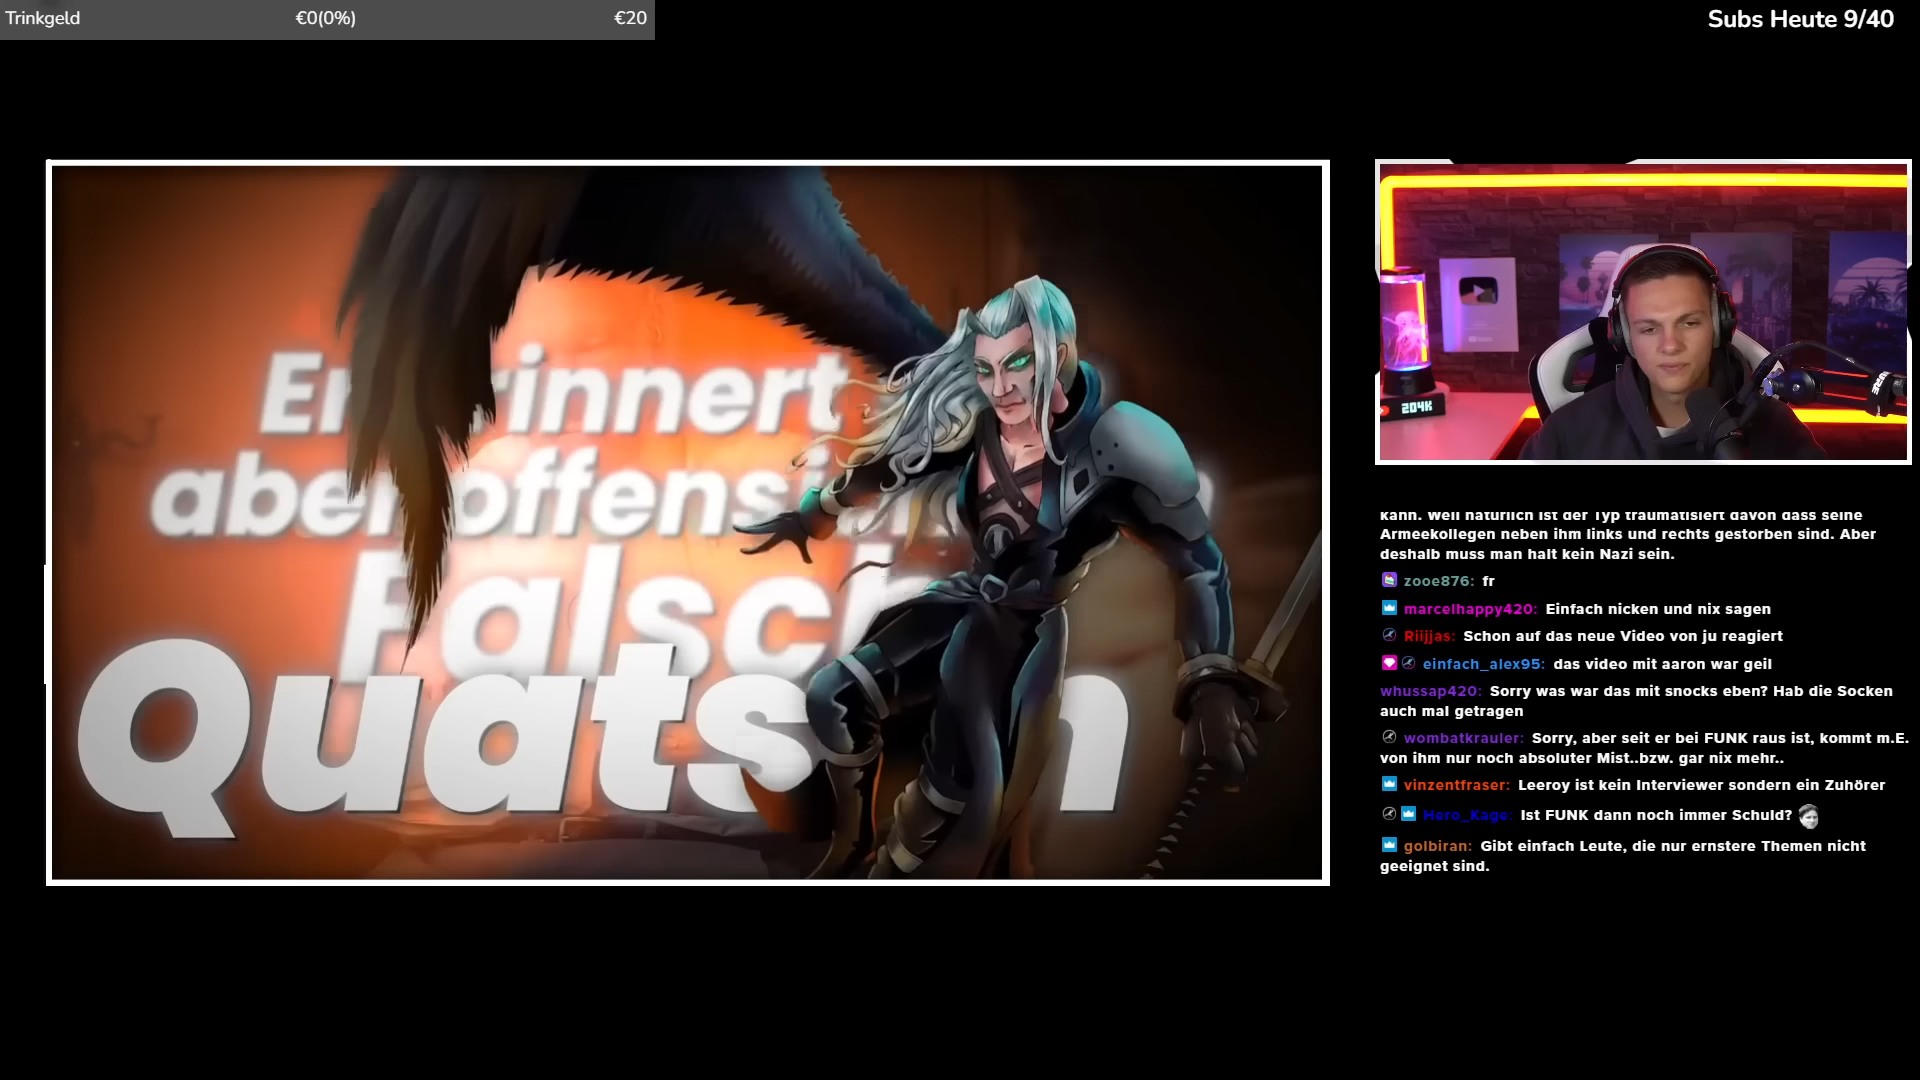 Trinkgeld €0(0%) €20
Subs Heute 9/40
aber
Falsch
Quats
204K
kann. Weil natürlich ist der Typ traumatisiert davon dass seine
Armeekollegen neben ihm links und rechts gestorben sind. Aber
deshalb muss man halt kein Nazi sein.
zooe876: fr
marcelhappy420: Einfach nicken und nix sagen
Riijjas: Schon auf das neue Video von ju reagiert
einfach_alex95: das video mit aaron war geil
whussap420: Sorry was war das mit snocks eben? Hab die Socken
auch mal getragen
wombatkrauler: Sorry, aber seit er bei FUNK raus ist, kommt m.E.
von ihm nur noch absoluter Mist..bzw. gar nix mehr..
vinzentfraser: Leeroy ist kein Interviewer sondern ein Zuhörer
Hero_Kage: Ist FUNK dann noch immer Schuld?
golbiran: Gibt einfach Leute, die nur ernstere Themen nicht
geeignet sind.